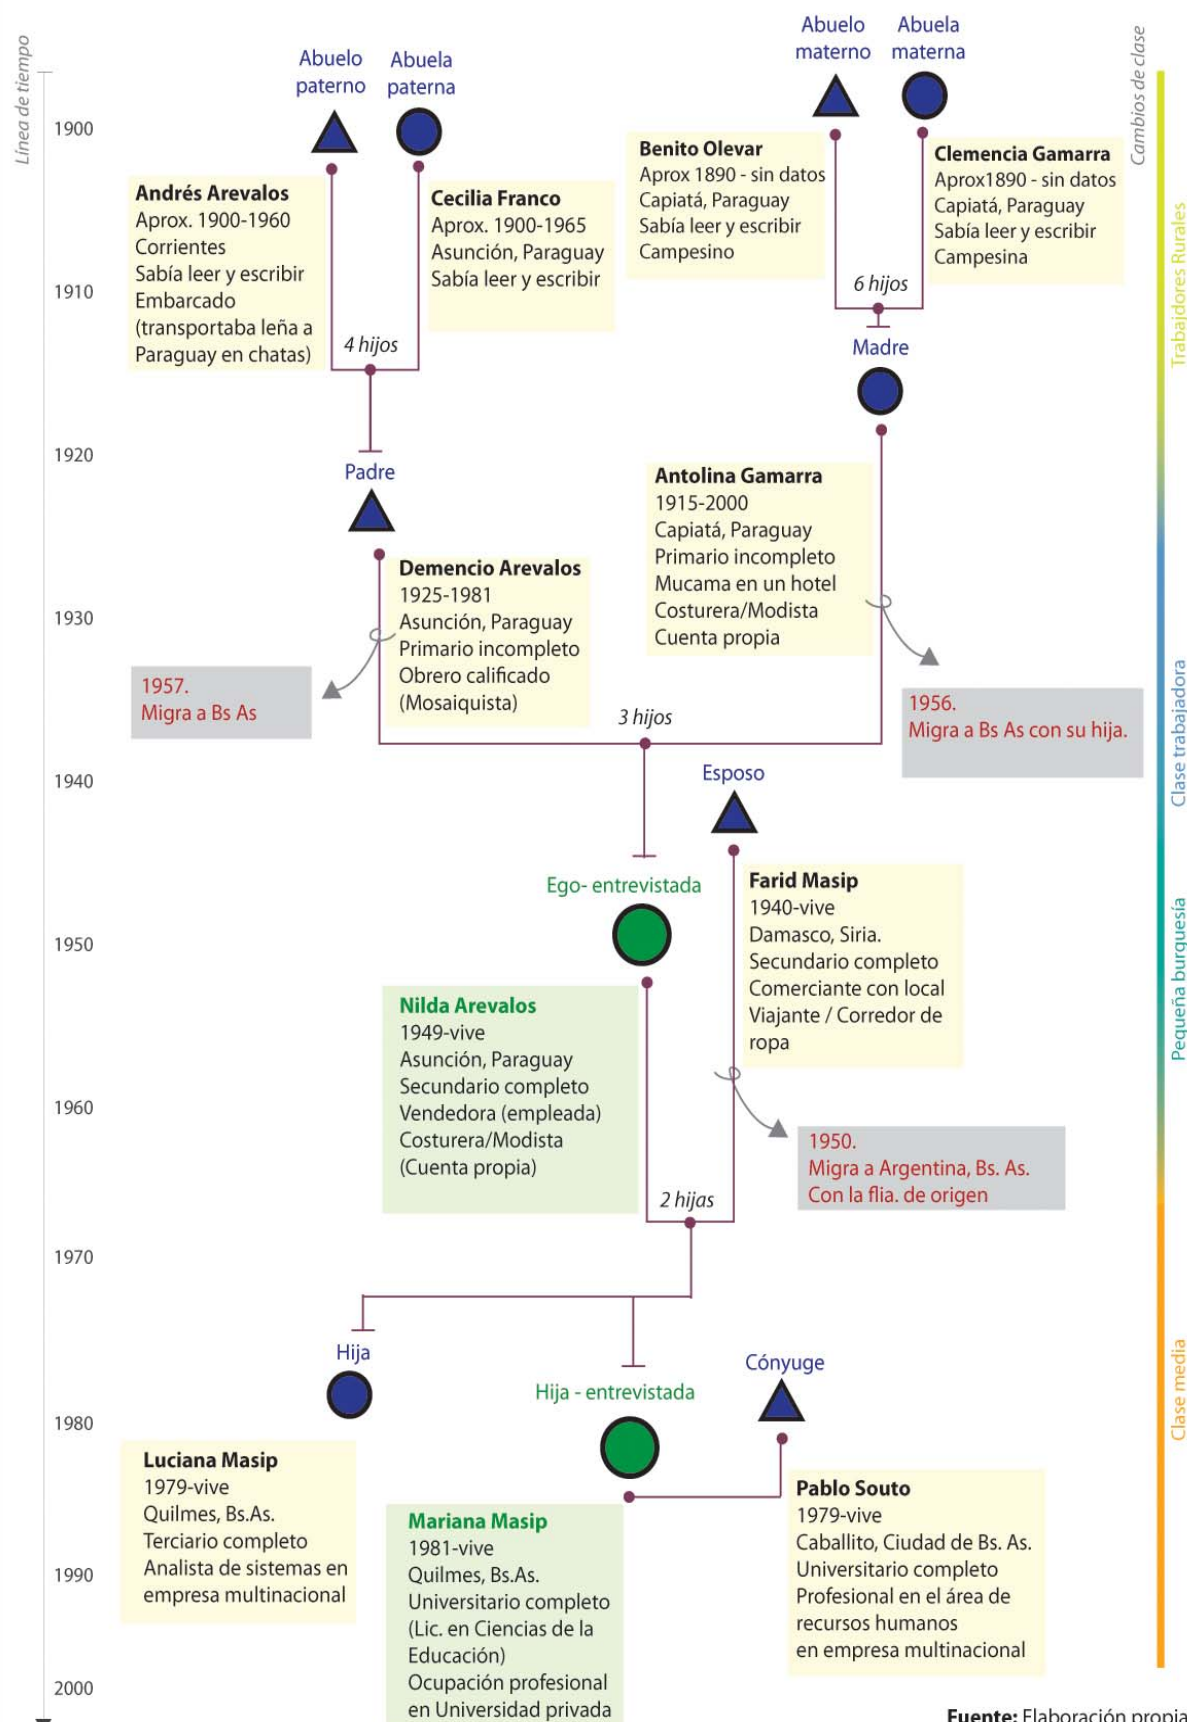 Línea de tiempo
Cambios de clase
Abuelo
paterno
Abuela
paterna
Abuelo
materno
Abuela
materna
1900
Andrés Arevalos
Aprox. 1900-1960
Corrientes
Sabía leer y escribir
Embarcado
(transportaba leña a
Paraguay en chatas)
Cecilia Franco
Aprox. 1900-1965
Asunción, Paraguay
Sabía leer y escribir
Benito Olevar
Aprox 1890 - sin datos
Capiatá, Paraguay
Sabía leer y escribir
Campesino
Clemencia Gamarra
Aprox1890 - sin datos
Capiatá, Paraguay
Sabía leer y escribir
Campesina
Trabajdores Rurales
1910
4 hijos
6 hijos
Madre
1920
Padre
Antolina Gamarra
1915-2000
Capiatá, Paraguay
Primario incompleto
Mucama en un hotel
Costurera/Modista
Cuenta propia
Demencio Arevalos
1925-1981
Asunción, Paraguay
Primario incompleto
Obrero calificado
(Mosaiquista)
1930
1957.
Migra a Bs As
1956.
Migra a Bs As con su hija.
3 hijos
Clase trabajadora
1940
Esposo
Ego- entrevistada
Farid Masip
1940-vive
Damasco, Siria.
Secundario completo
Comerciante con local
Viajante / Corredor de
ropa
1950
Pequeña burguesía
Nilda Arevalos
1949-vive
Asunción, Paraguay
Secundario completo
Vendedora (empleada)
Costurera/Modista
(Cuenta propia)
1960
1950.
Migra a Argentina, Bs. As.
Con la flia. de origen
2 hijas
1970
Hija
Hija - entrevistada
Cónyuge
Clase media
1980
Luciana Masip
1979-vive
Quilmes, Bs.As.
Terciario completo
Analista de sistemas en
empresa multinacional
Mariana Masip
1981-vive
Quilmes, Bs.As.
Universitario completo
(Lic. en Ciencias de la
Educación)
Ocupación profesional
en Universidad privada
Pablo Souto
1979-vive
Caballito, Ciudad de Bs. As.
Universitario completo
Profesional en el área de
recursos humanos
en empresa multinacional
1990
2000
Fuente: Elaboración propia